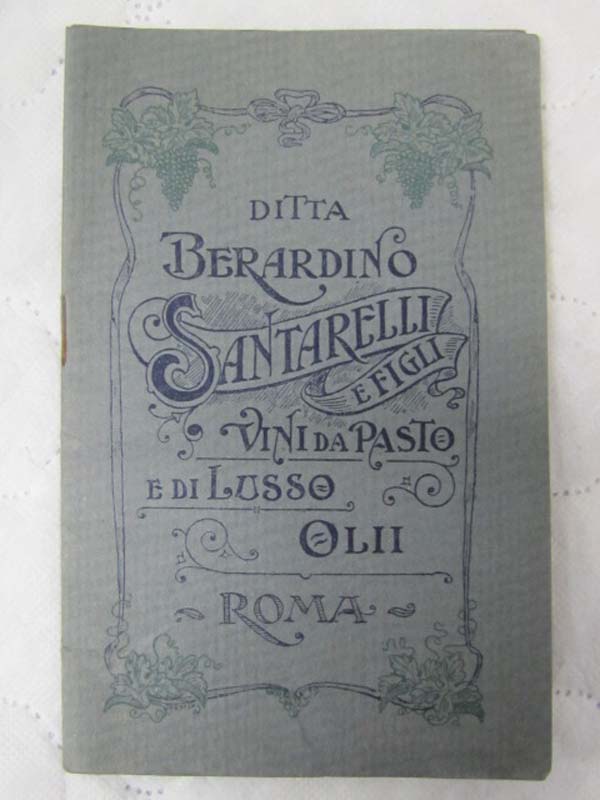 DITTA
BERARDINO
SANTARELLI
E FIGLI
VINI DA PASTO
E DI LUSSO
OLII
ROMA